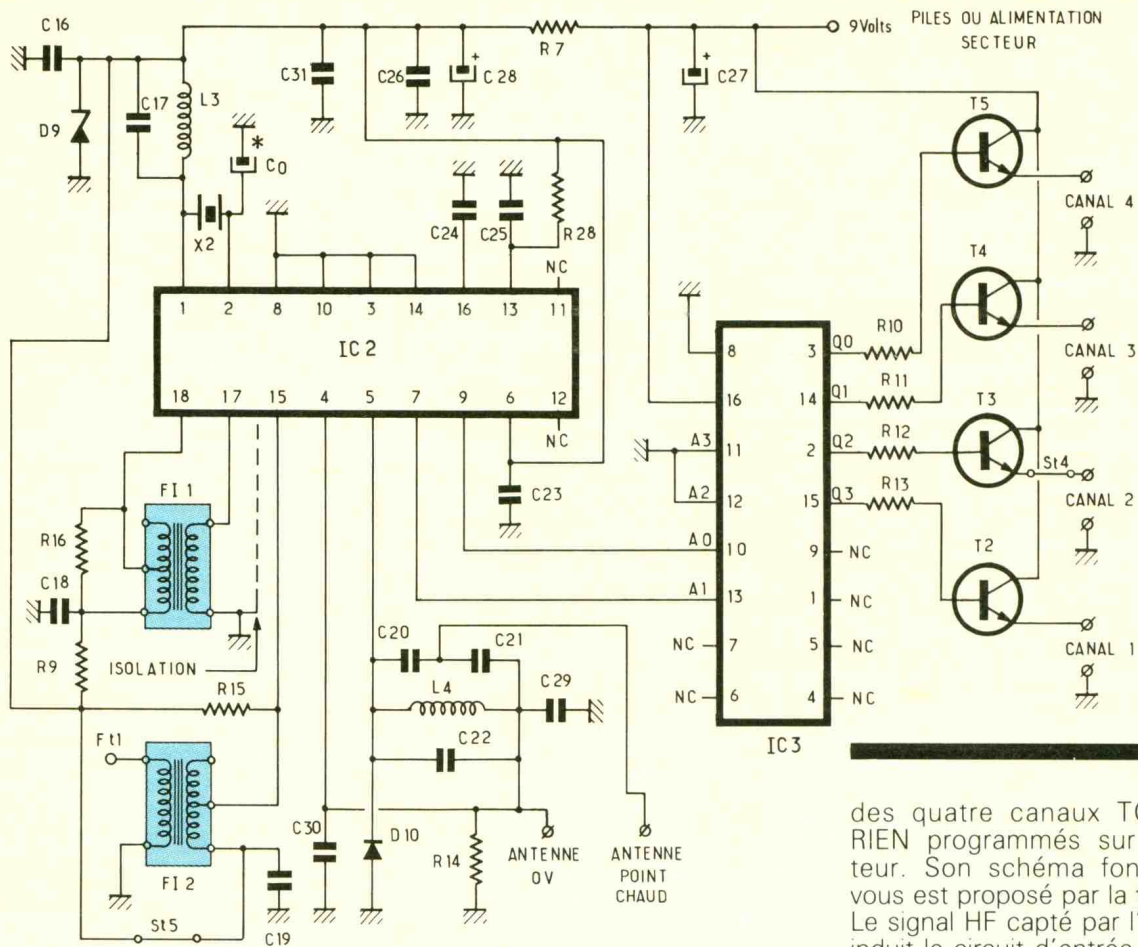 C16
C31
C26
+
C28
R7
9Volts
PILES OU ALIMENTATION
SECTEUR
+
C27
D9
C17
L3
*
C0
X2
C24
C25
R28
NC
1 2 8 10 3 14 16 13 11
IC2
18 17 15 4 5 7 9 6 12
NC
C23
FI 1
R16
C18
R9
ISOLATION
R15
Ft1
FI 2
St5
C19
C30
D10
C20
C21
L4
C29
C22
R14
ANTENNE
0V
ANTENNE
POINT
CHAUD
8 3 Q0 R10
16 14 Q1 R11
A3 11 2 Q2 R12
A2 12 15 Q3 R13
A0 10 9 NC
A1 13 1 NC
NC 7 5 NC
NC 6 4 NC
IC3
T5
CANAL 4
T4
CANAL 3
T3
St4
CANAL 2
T2
CANAL 1
des quatre canaux
RIEN programmés sur
teur. Son schéma
vous est proposé par la
Le signal HF capté par
induit le circuit d'entrée